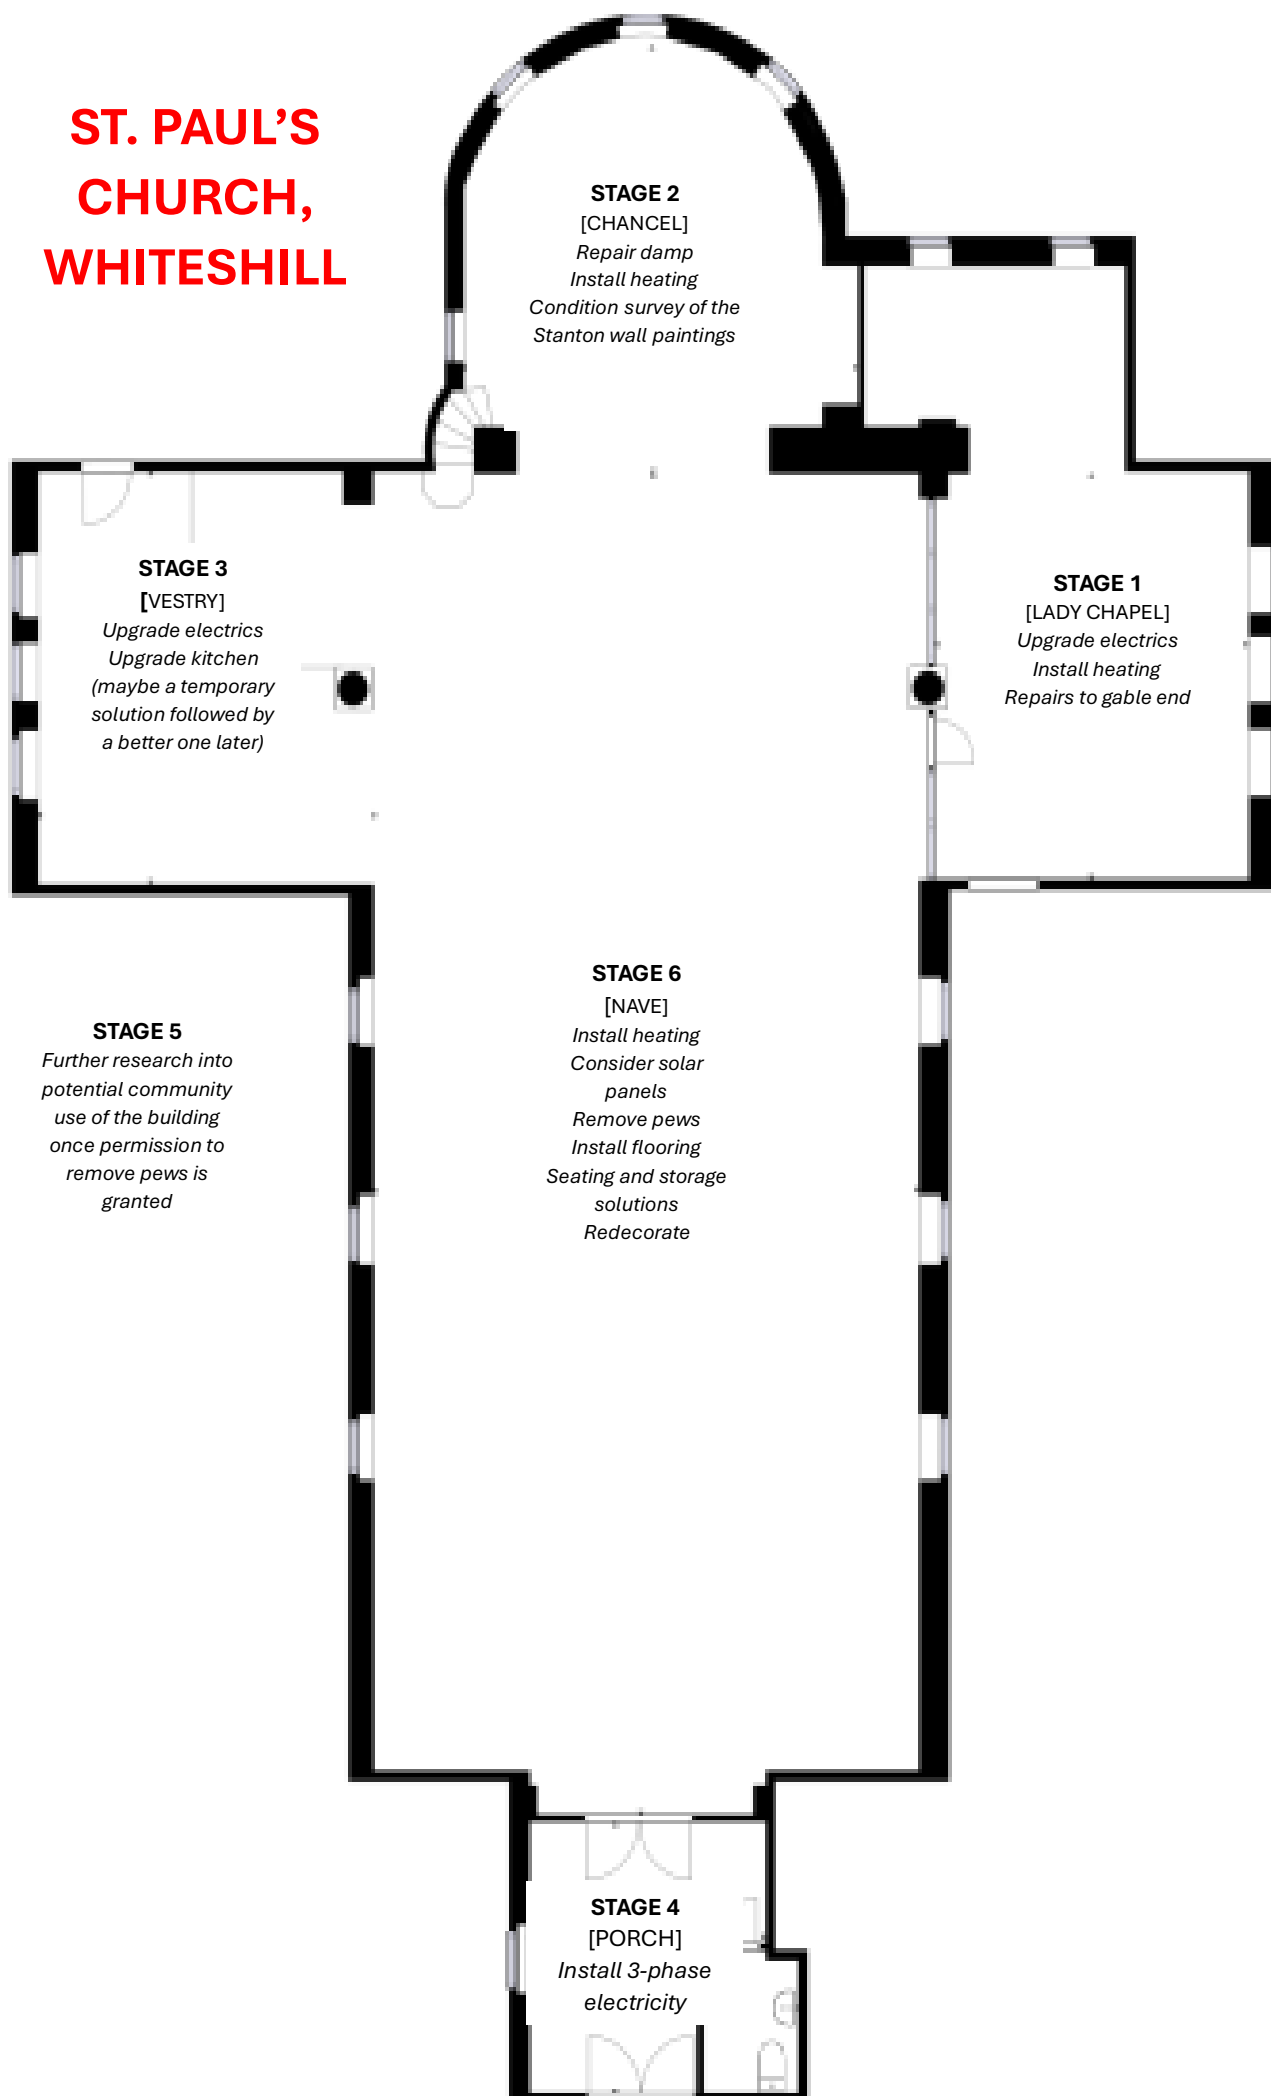 ST. PAUL’S
CHURCH,
WHITESHILL
STAGE 2
[CHANCEL]
Repair damp
Install heating
Condition survey of the
Stanton wall paintings
STAGE 3
[VESTRY]
Upgrade electrics
Upgrade kitchen
(maybe a temporary
solution followed by
a better one later)
STAGE 1
[LADY CHAPEL]
Upgrade electrics
Install heating
Repairs to gable end
STAGE 5
Further research into
potential community
use of the building
once permission to
remove pews is
granted
STAGE 6
[NAVE]
Install heating
Consider solar
panels
Remove pews
Install flooring
Seating and storage
solutions
Redecorate
STAGE 4
[PORCH]
Install 3-phase
electricity